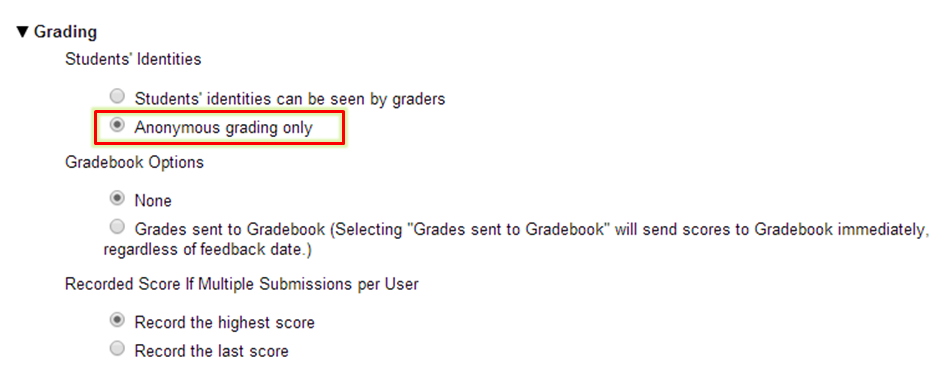 Grading
Students' Identities
Students' identities can be seen by graders
Anonymous grading only
Gradebook Options
None
Grades sent to Gradebook (Selecting "Grades sent to Gradebook" will send scores to Gradebook immediately,
regardless of feedback date.)
Recorded Score If Multiple Submissions per User
Record the highest score
Record the last score